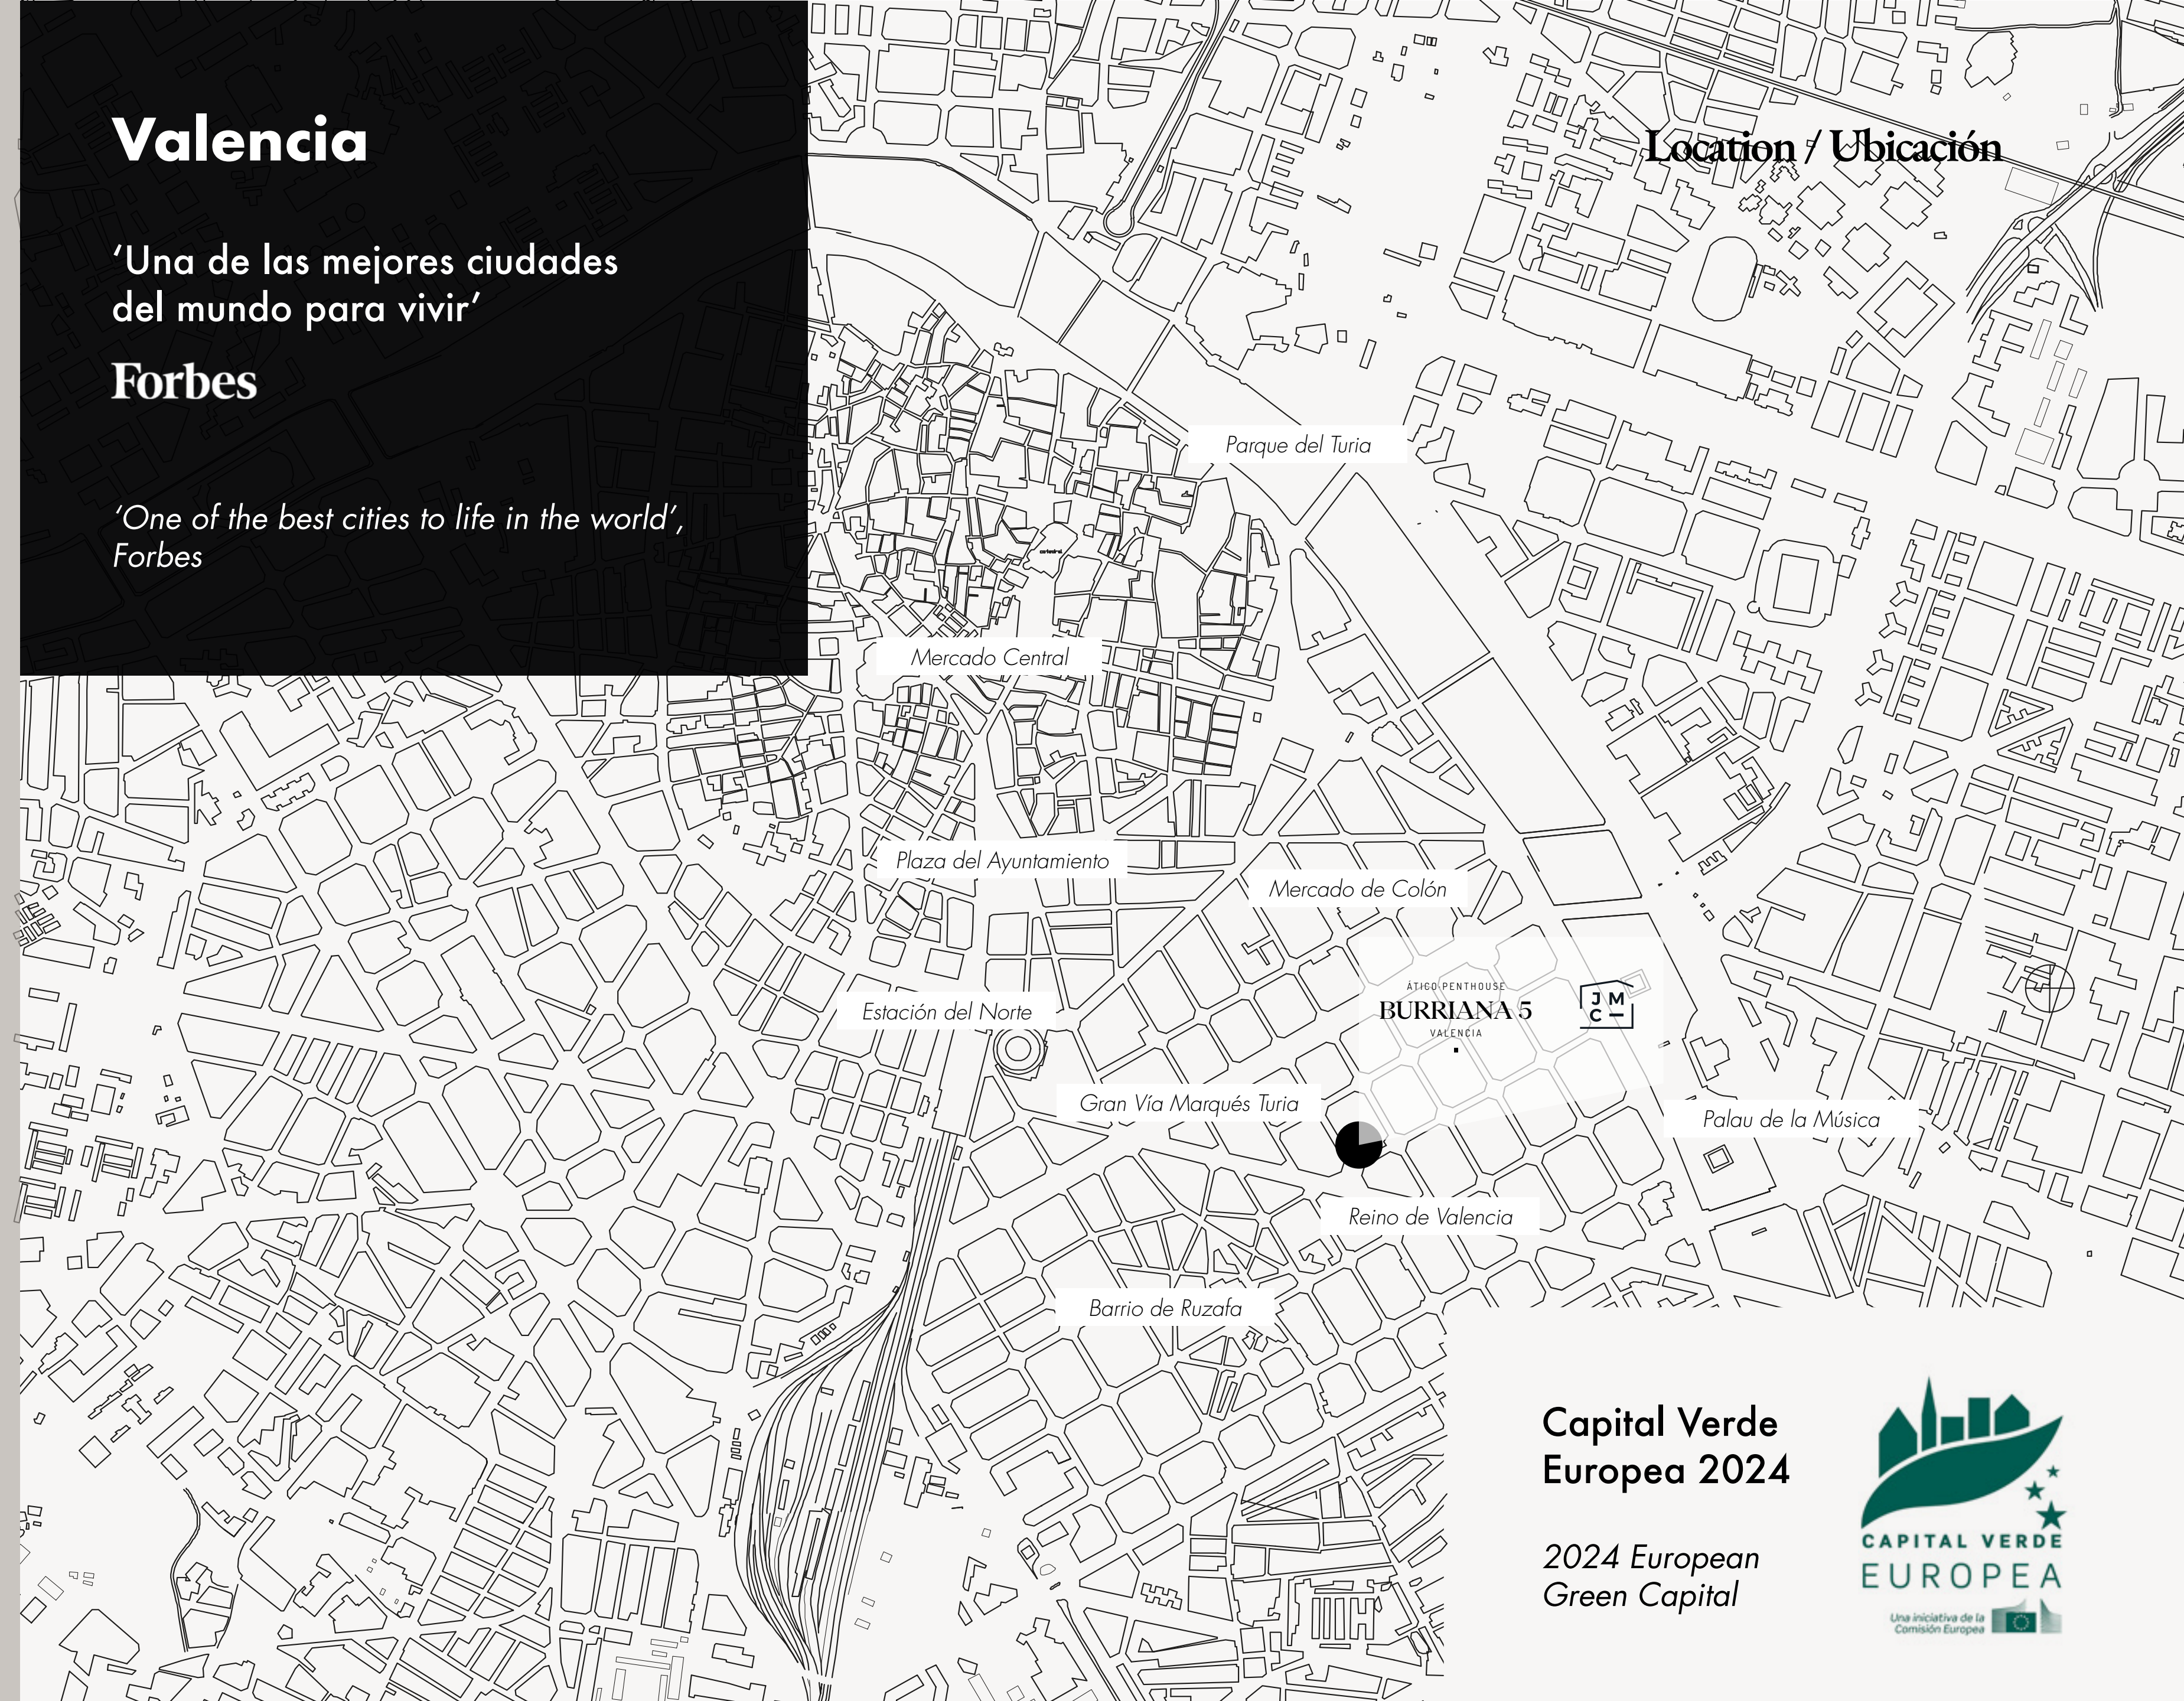 Valencia
‘Una de las mejores ciudades
del mundo para vivir’
Forbes
‘One of the best cities to life in the world’,
Forbes
Location / Ubicación
Parque del Turia
Mercado Central
Plaza del Ayuntamiento
Mercado de Colón
ÁTICO PENTHOUSE
BURRIANA 5
VALENCIA
J M
C
Estación del Norte
Gran Vía Marqués Turia
Palau de la Música
Reino de Valencia
Barrio de Ruzafa
Capital Verde
Europea 2024
2024 European
Green Capital
CAPITAL VERDE
EUROPEA
Una iniciativa de la
Comisión Europea